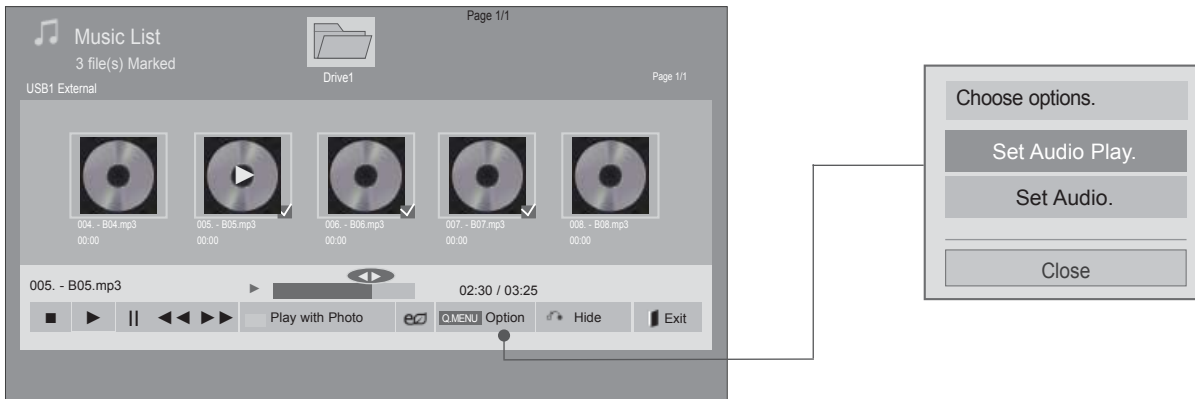 Page 1/1
Music List
3 file(s) Marked
Drive1
Page 1/1
USB1 External
004. - B04.mp3
00:00
005. - B05.mp3
00:00
006. - B06.mp3
00:00
007. - B07.mp3
00:00
008. - B08.mp3
00:00
005. - B05.mp3
02:30 / 03:25
Play with Photo
Q.MENU Option
Hide
Exit
Choose options.
Set Audio Play.
Set Audio.
Close